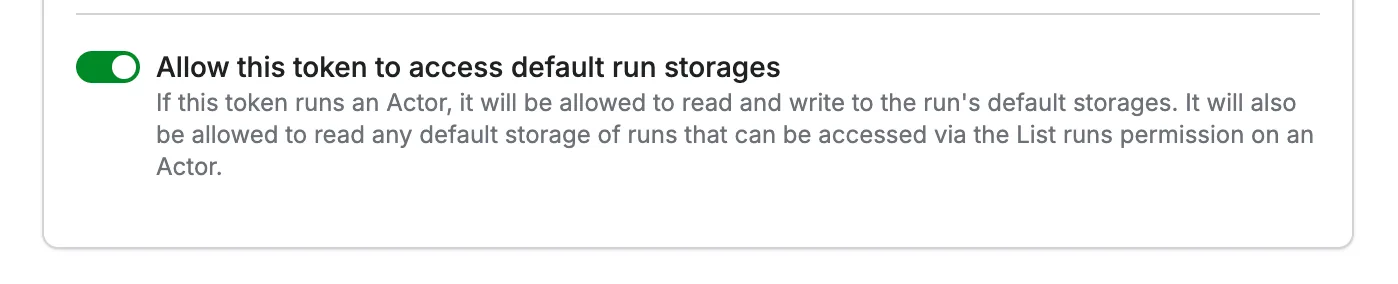 Allow this token to access default run storages
If this token runs an Actor, it will be allowed to read and write to the run's default storages. It will also
be allowed to read any default storage of runs that can be accessed via the List runs permission on an
Actor.